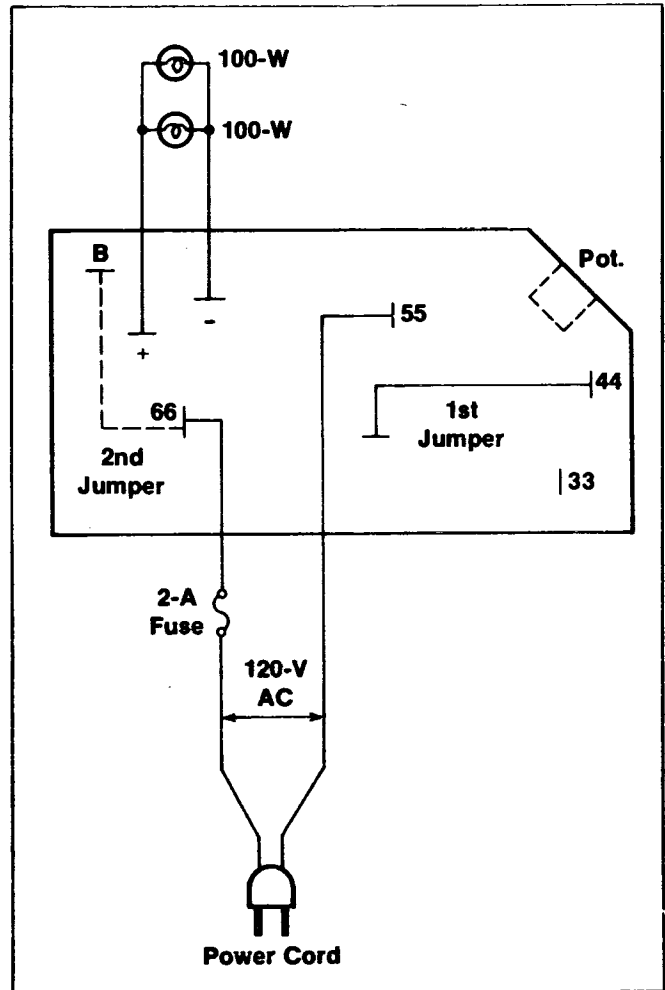 100-W
100-W
B
Pot.
-
55
+
44
66
1st
Jumper
2nd
Jumper
33
2-A
Fuse
120-V
AC
Power Cord